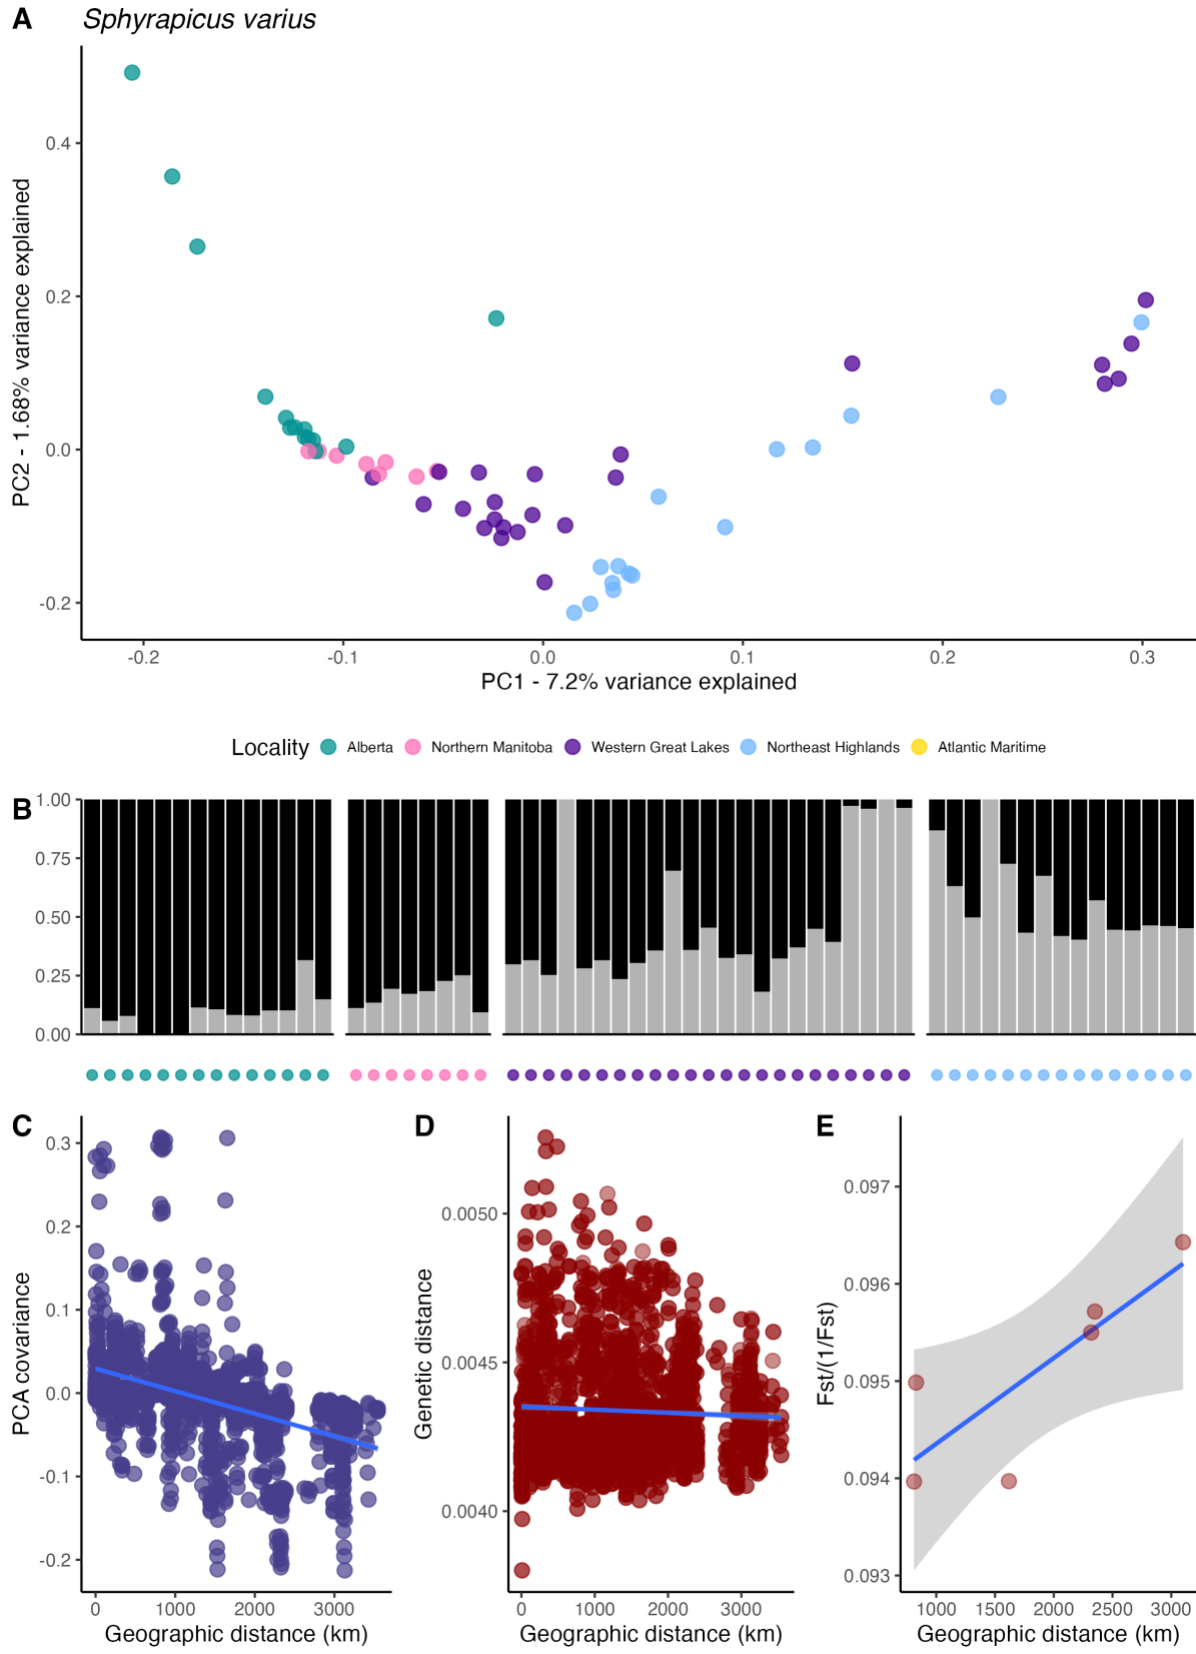 A Sphyrapicus varius
PC2 - 1.68% variance explained
0.4
0.2
0.0
-0.2
-0.2 -0.1 0.0 0.1 0.2 0.3
PC1 - 7.2% variance explained
Locality Alberta Northern Manitoba Western Great Lakes Northeast Highlands Atlantic Maritime
B
1.00
0.75
0.50
0.25
0.00
C
PCA covariance
0.3
0.2
0.1
0.0
-0.1
-0.2
0 1000 2000 3000
Geographic distance (km)
D
Genetic distance
0.0050
0.0045
0.0040
0 1000 2000 3000
Geographic distance (km)
E
Fst/(1/Fst)
0.097
0.096
0.095
0.094
0.093
1000 1500 2000 2500 3000
Geographic distance (km)